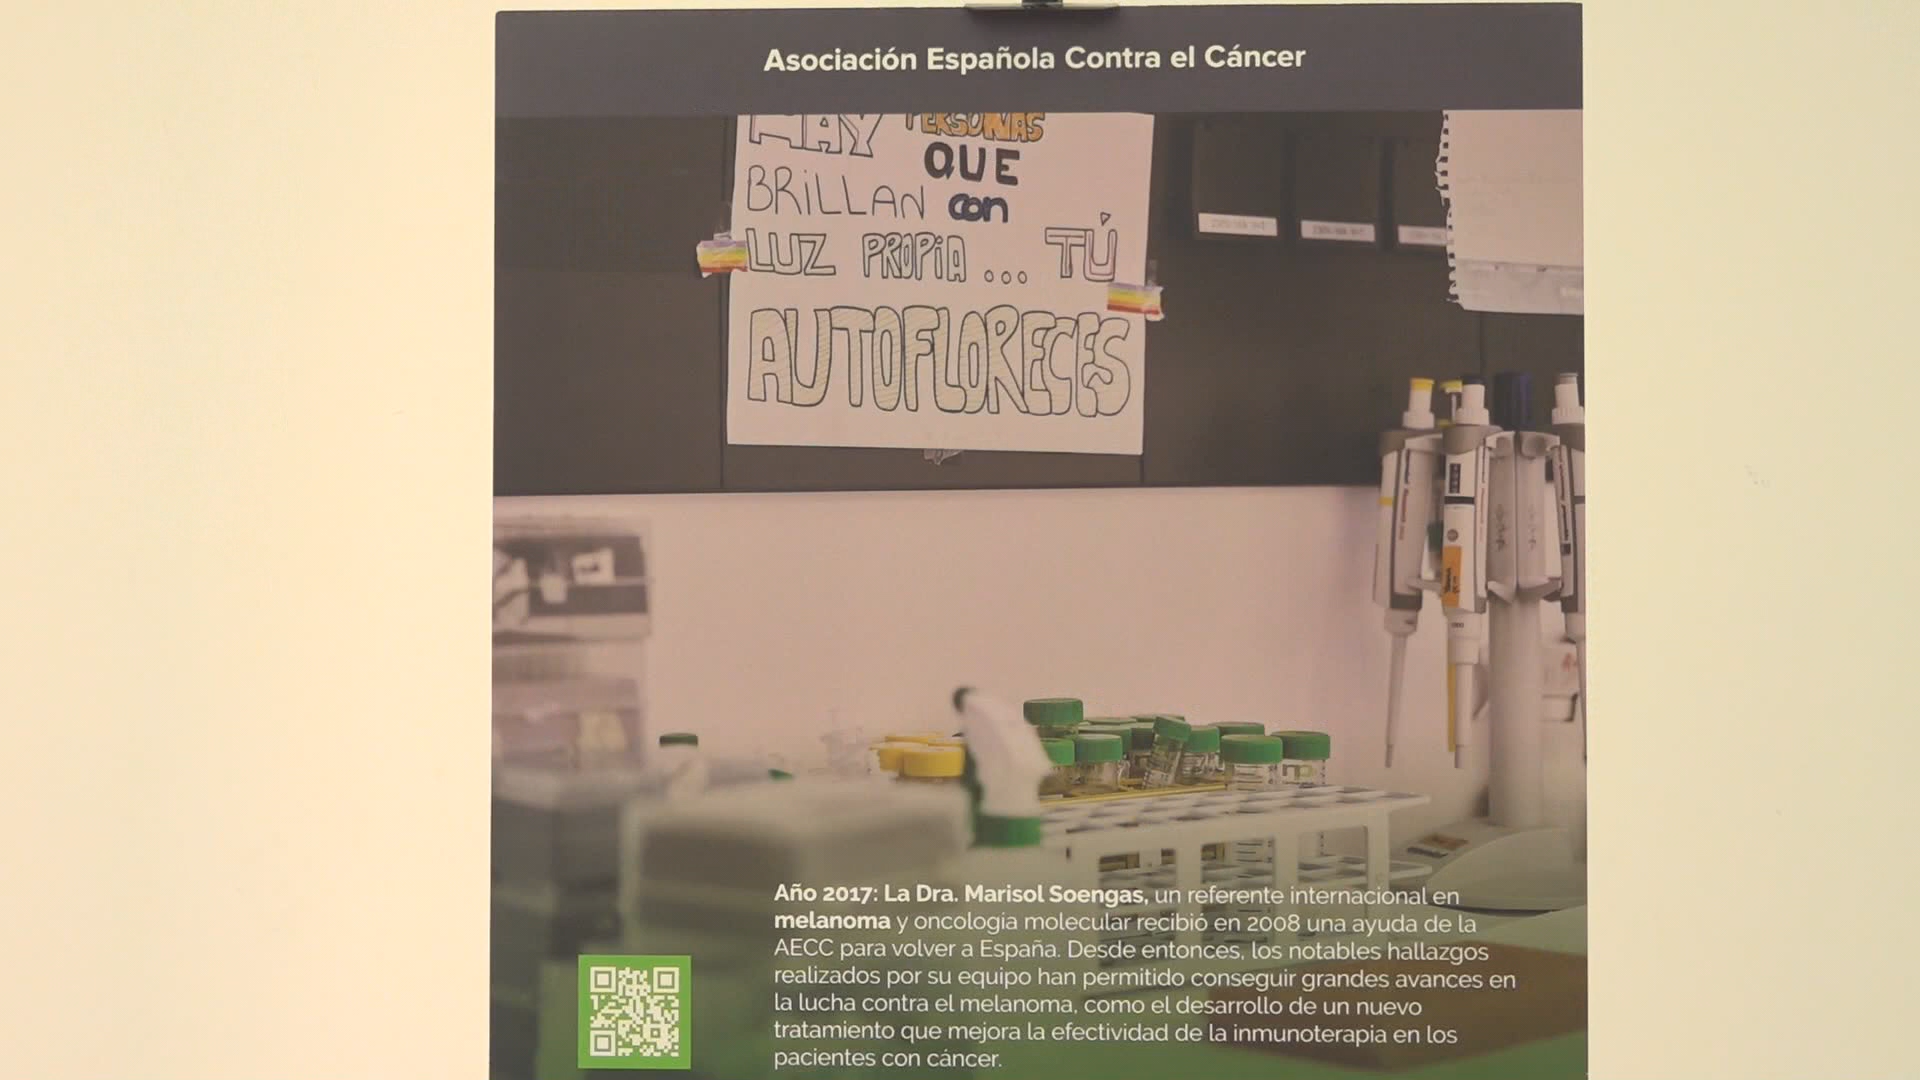 Asociación Española Contra el Cáncer
HAY PERSONAS
QUE
BRILLAN con
LUZ PROPIA... TÚ
AUTOFLORECES
Año 2017: La Dra. Marisol Soengas, un referente internacional en
melanoma y oncología molecular recibió en 2008 una ayuda de la
AECC para volver a España. Desde entonces, los notables hallazgos
realizados por su equipo han permitido conseguir grandes avances en
la lucha contra el melanoma, como el desarrollo de un nuevo
tratamiento que mejora la efectividad de la inmunoterapia en los
pacientes con cáncer.